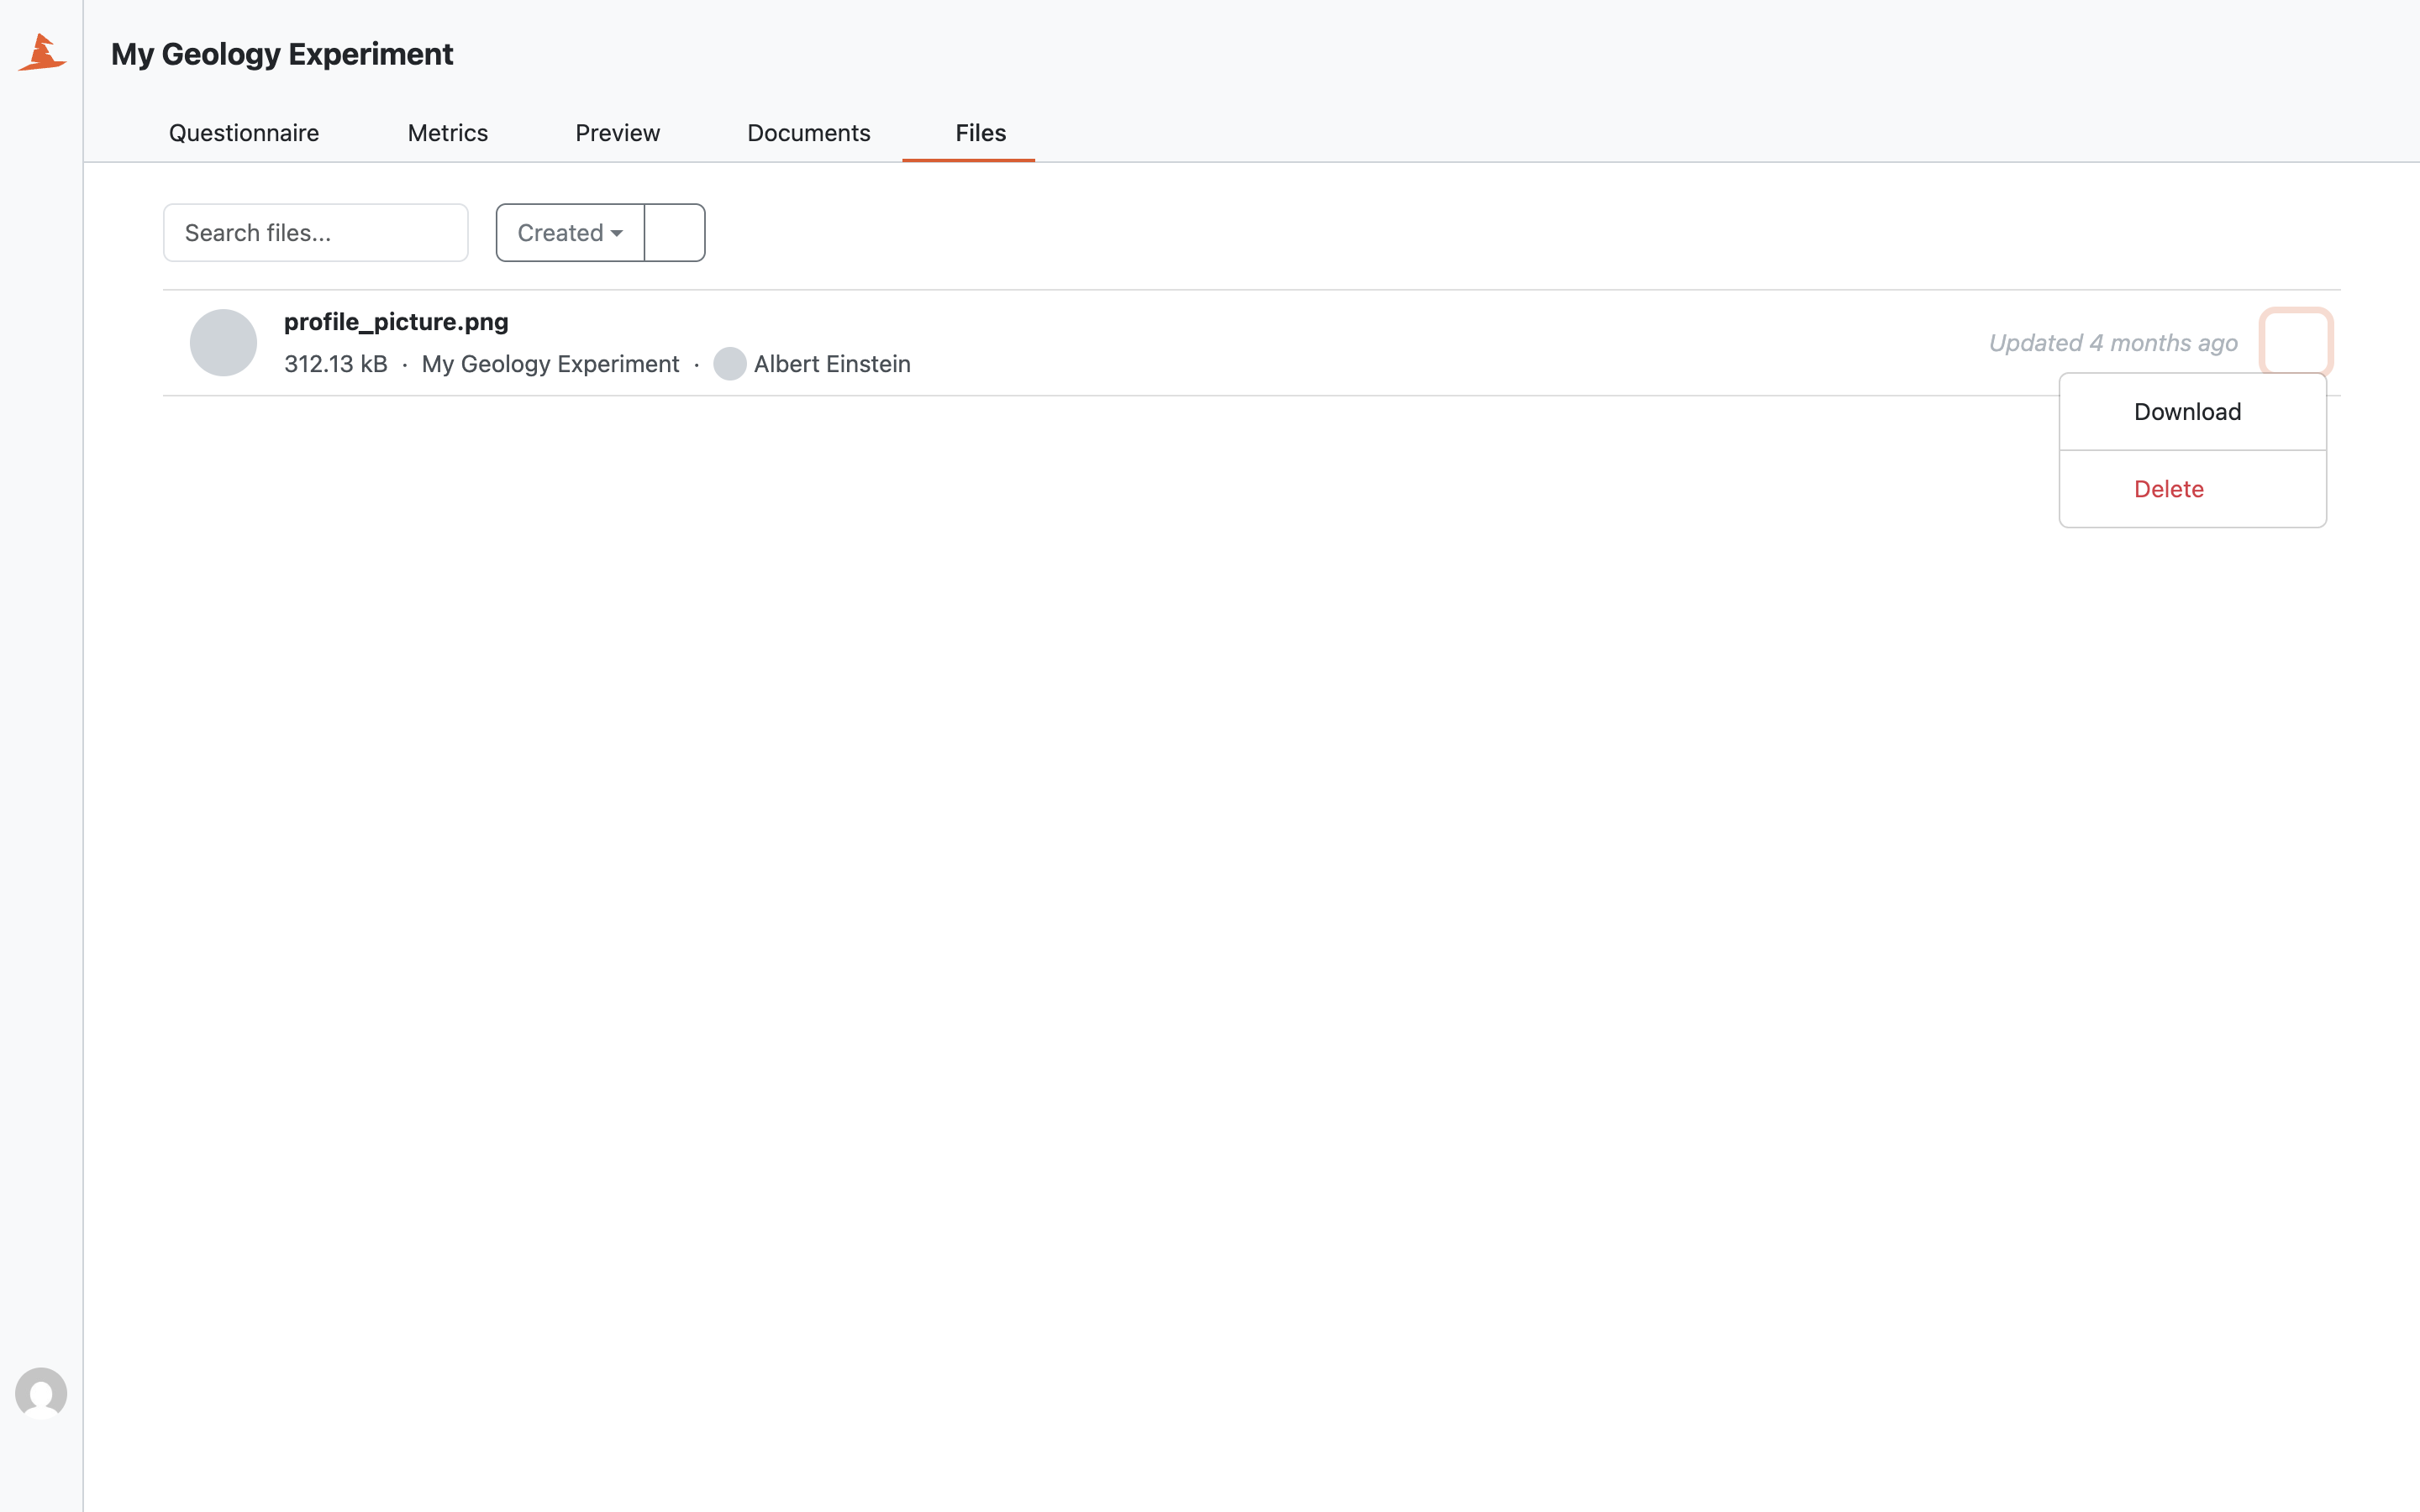 My Geology Experiment
Questionnaire Metrics Preview Documents Files
Search files... Created
profile_picture.png
312.13 kB · My Geology Experiment · Albert Einstein
Updated 4 months ago
Download
Delete